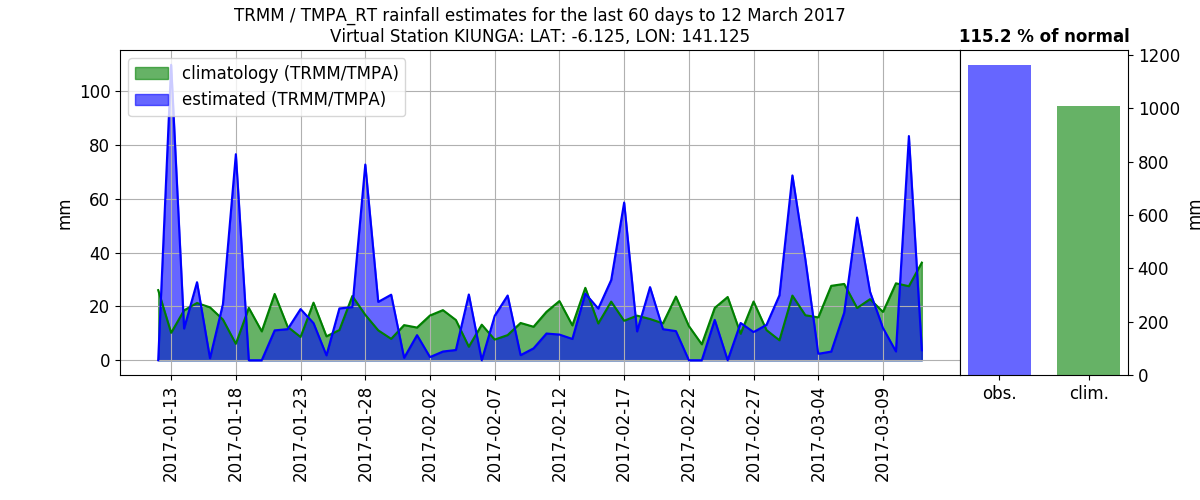 TRMM / TMPA_RT rainfall estimates for the last 60 days to 12 March 2017
Virtual Station KIUNGA: LAT: -6.125, LON: 141.125
115.2 % of normal
climatology (TRMM/TMPA)
estimated (TRMM/TMPA)
mm
100
80
60
40
20
0
2017-01-13
2017-01-18
2017-01-23
2017-01-28
2017-02-02
2017-02-07
2017-02-12
2017-02-17
2017-02-22
2017-02-27
2017-03-04
2017-03-09
1200
1000
800
600
400
200
0
mm
obs.
clim.